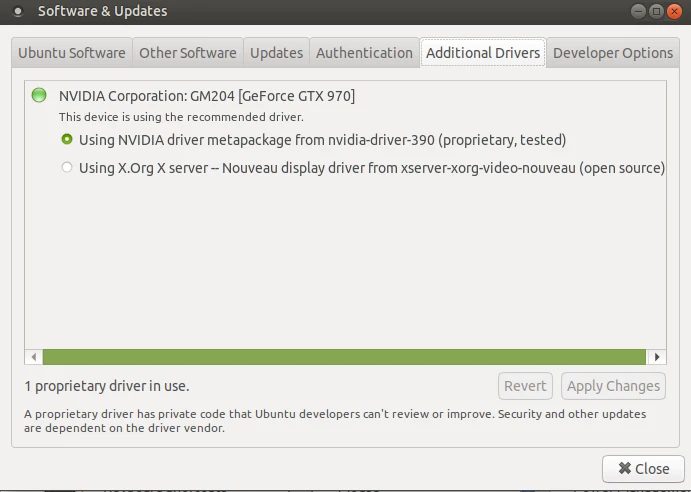 Software & Updates
Ubuntu Software Other Software Updates Authentication Additional Drivers Developer Options
NVIDIA Corporation: GM204 [GeForce GTX 970]
This device is using the recommended driver.
Using NVIDIA driver metapackage from nvidia-driver-390 (proprietary, tested)
Using X.Org X server -- Nouveau display driver from xserver-xorg-video-nouveau (open source)
1 proprietary driver in use.
Revert Apply Changes
A proprietary driver has private code that Ubuntu developers can't review or improve. Security and other updates
are dependent on the driver vendor.
Close